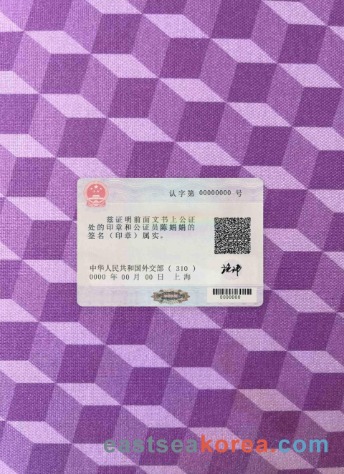 认字第 00000000 号
兹证明前面文书上公证
处的印章和公证员陈娟娟的
签名（印章）属实。
中华人民共和国外交部（310）
0000 年 00 月 00 日 上海
0000000
eastseakorea.com